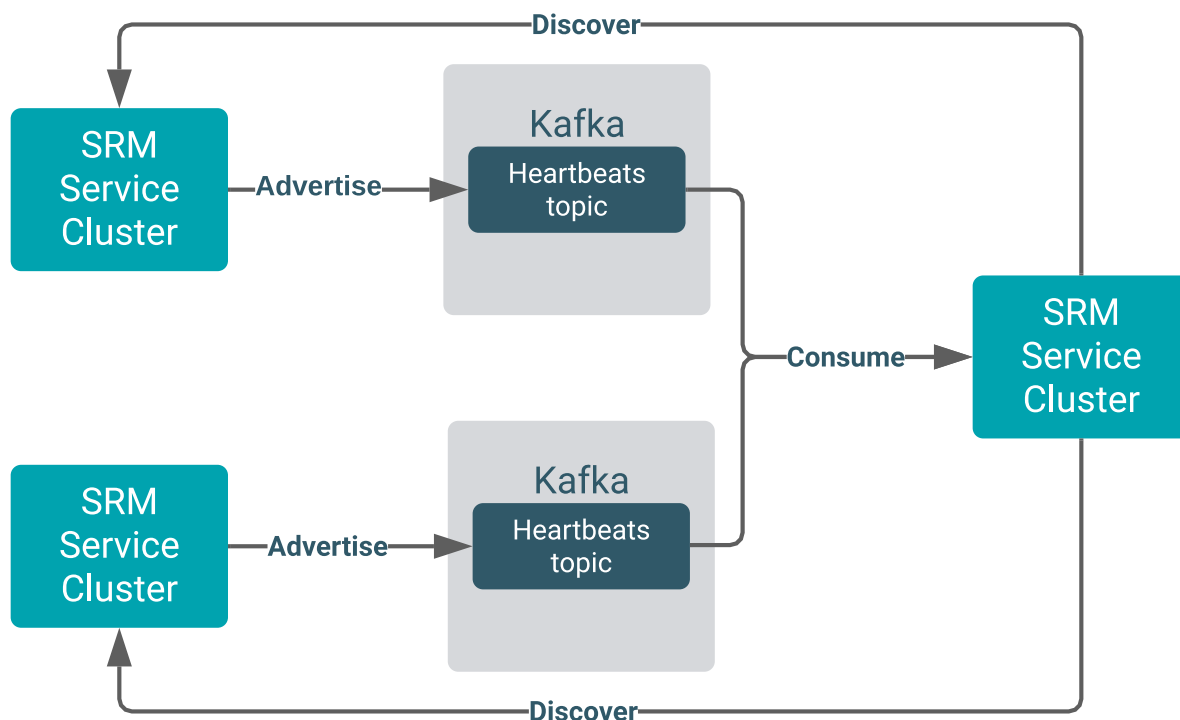 Discover
Kafka
SRM
Service
Cluster
Advertise
Heartbeats
topic
SRM
Service
Cluster
Consume
Kafka
SRM
Service
Cluster
Advertise
Heartbeats
topic
Discover